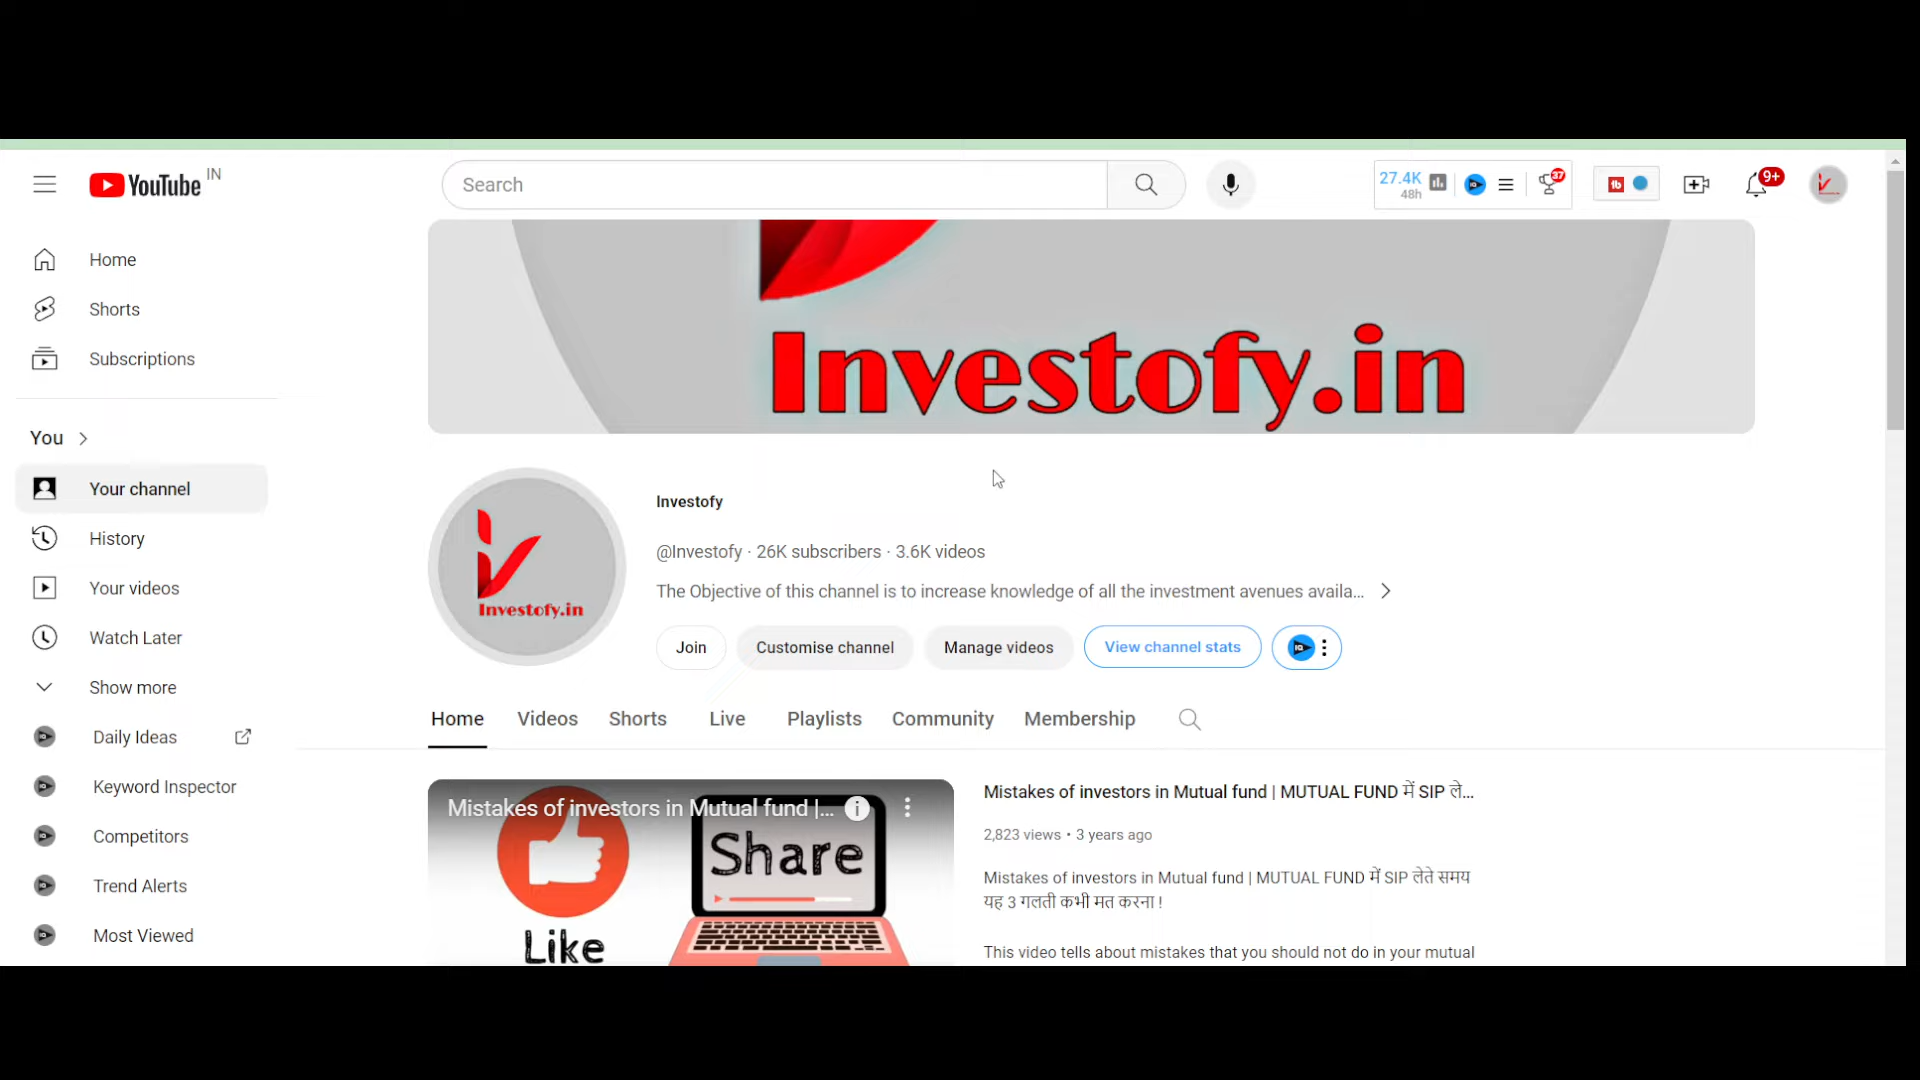 YouTube IN
Search
27.4K
48h
37
9+
Home
Shorts
Subscriptions
You
Your channel
History
Your videos
Watch Later
Show more
Daily Ideas
Keyword Inspector
Competitors
Trend Alerts
Most Viewed
Investofy.in
Investofy.in
Investofy
@Investofy · 26K subscribers · 3.6K videos
The Objective of this channel is to increase knowledge of all the investment avenues availa...
Join
Customise channel
Manage videos
View channel stats
Home
Videos
Shorts
Live
Playlists
Community
Membership
Mistakes of investors in Mutual fund |...
Share
Like
Mistakes of investors in Mutual fund | MUTUAL FUND में SIP ले...
2,823 views • 3 years ago
Mistakes of investors in Mutual fund | MUTUAL FUND में SIP लेते समय
यह 3 गलती कभी मत करना !
This video tells about mistakes that you should not do in your mutual